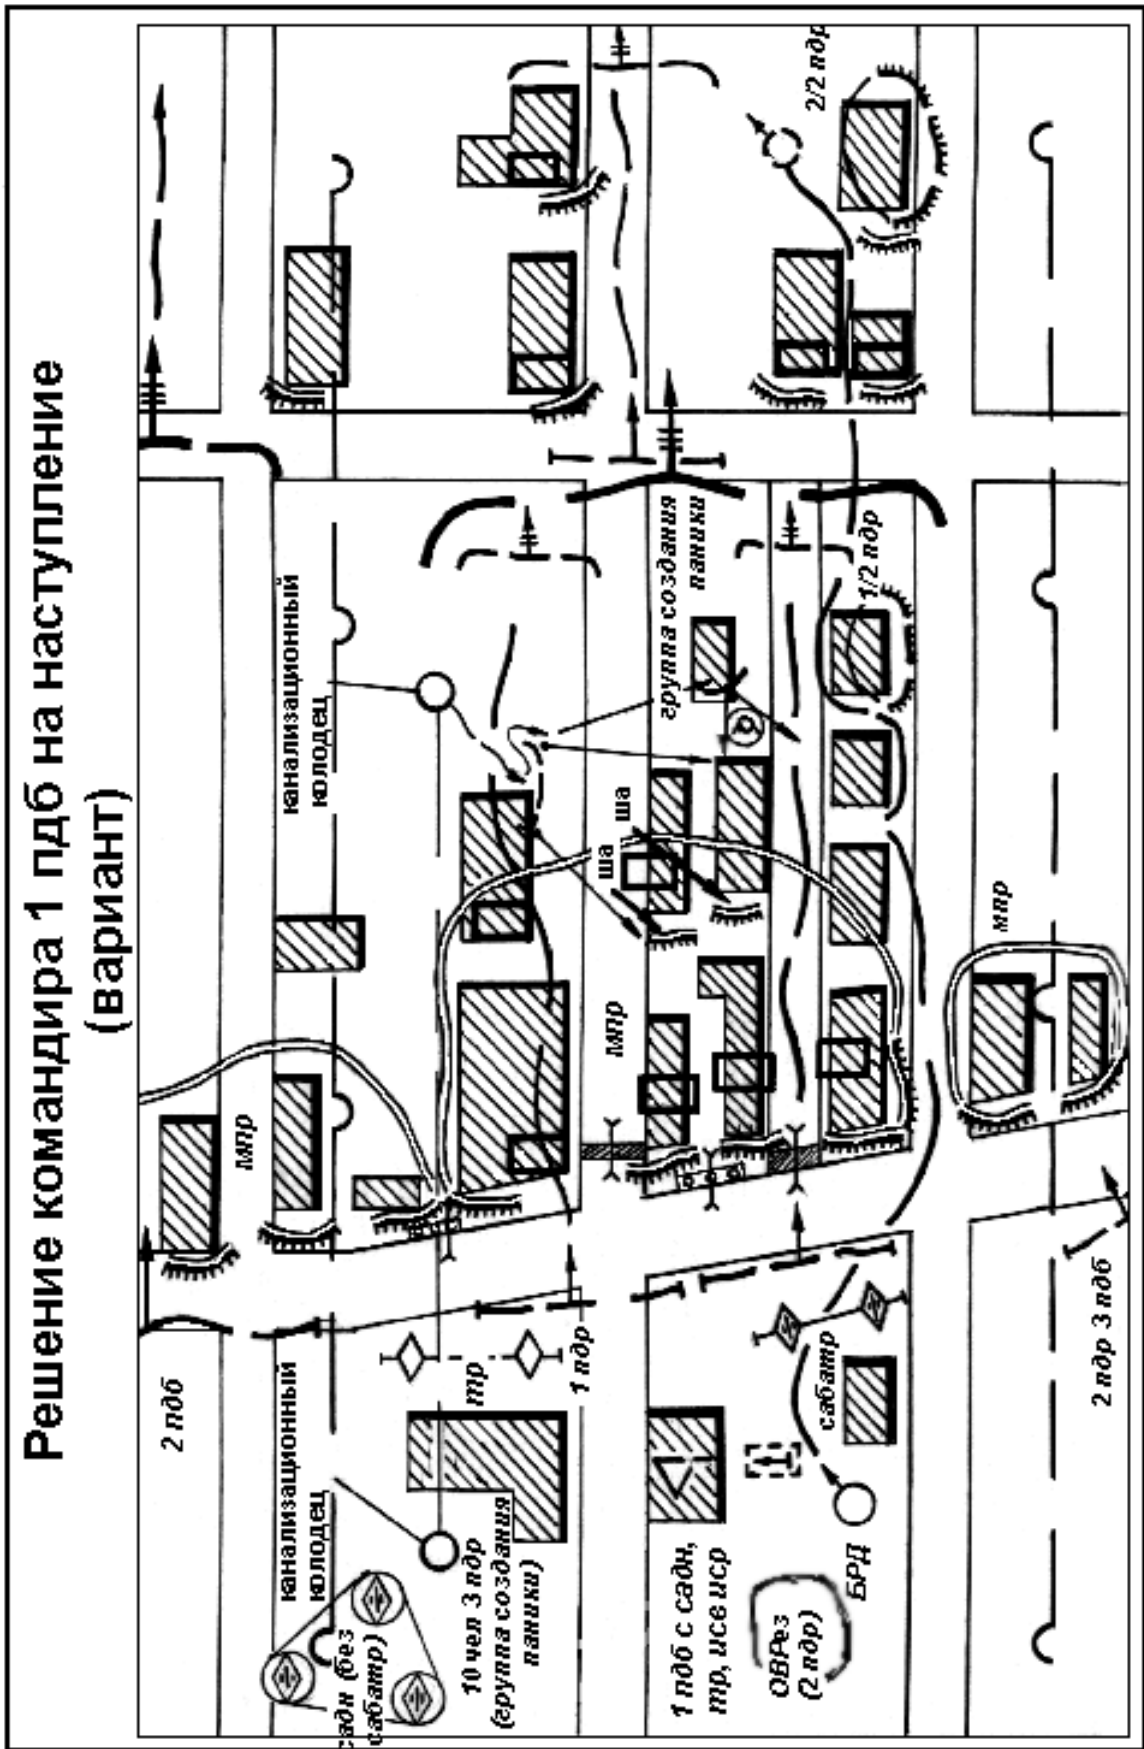 Решение командира 1 пдб на наступление
(вариант)
2 пдб
мпр
канализационный
колодец
канализационный
колодец
садн (без
сабатр)
тр
1 пдр
10 чел 3 пдр
(группа создания
паники)
мпр
ша
ша
группа создания
паники
1 пдб с садн,
тр, исв иср
ОВРез
(2 пдр)
БРД
сабатр
1/2 пдр
2/2 пдр
мпр
2 пдр 3 пдб